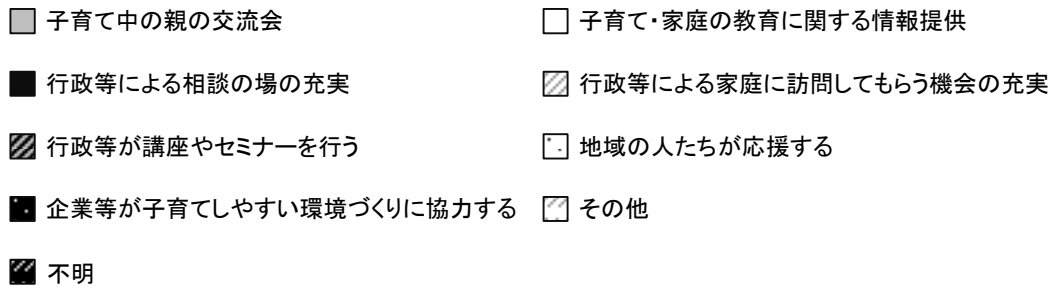 子育て中の親の交流会 子育て・家庭の教育に関する情報提供
行政等による相談の場の充実 行政等による家庭に訪問してもらう機会の充実
行政等が講座やセミナーを行う 地域の人たちが応援する
企業等が子育てしやすい環境づくりに協力する その他
不明